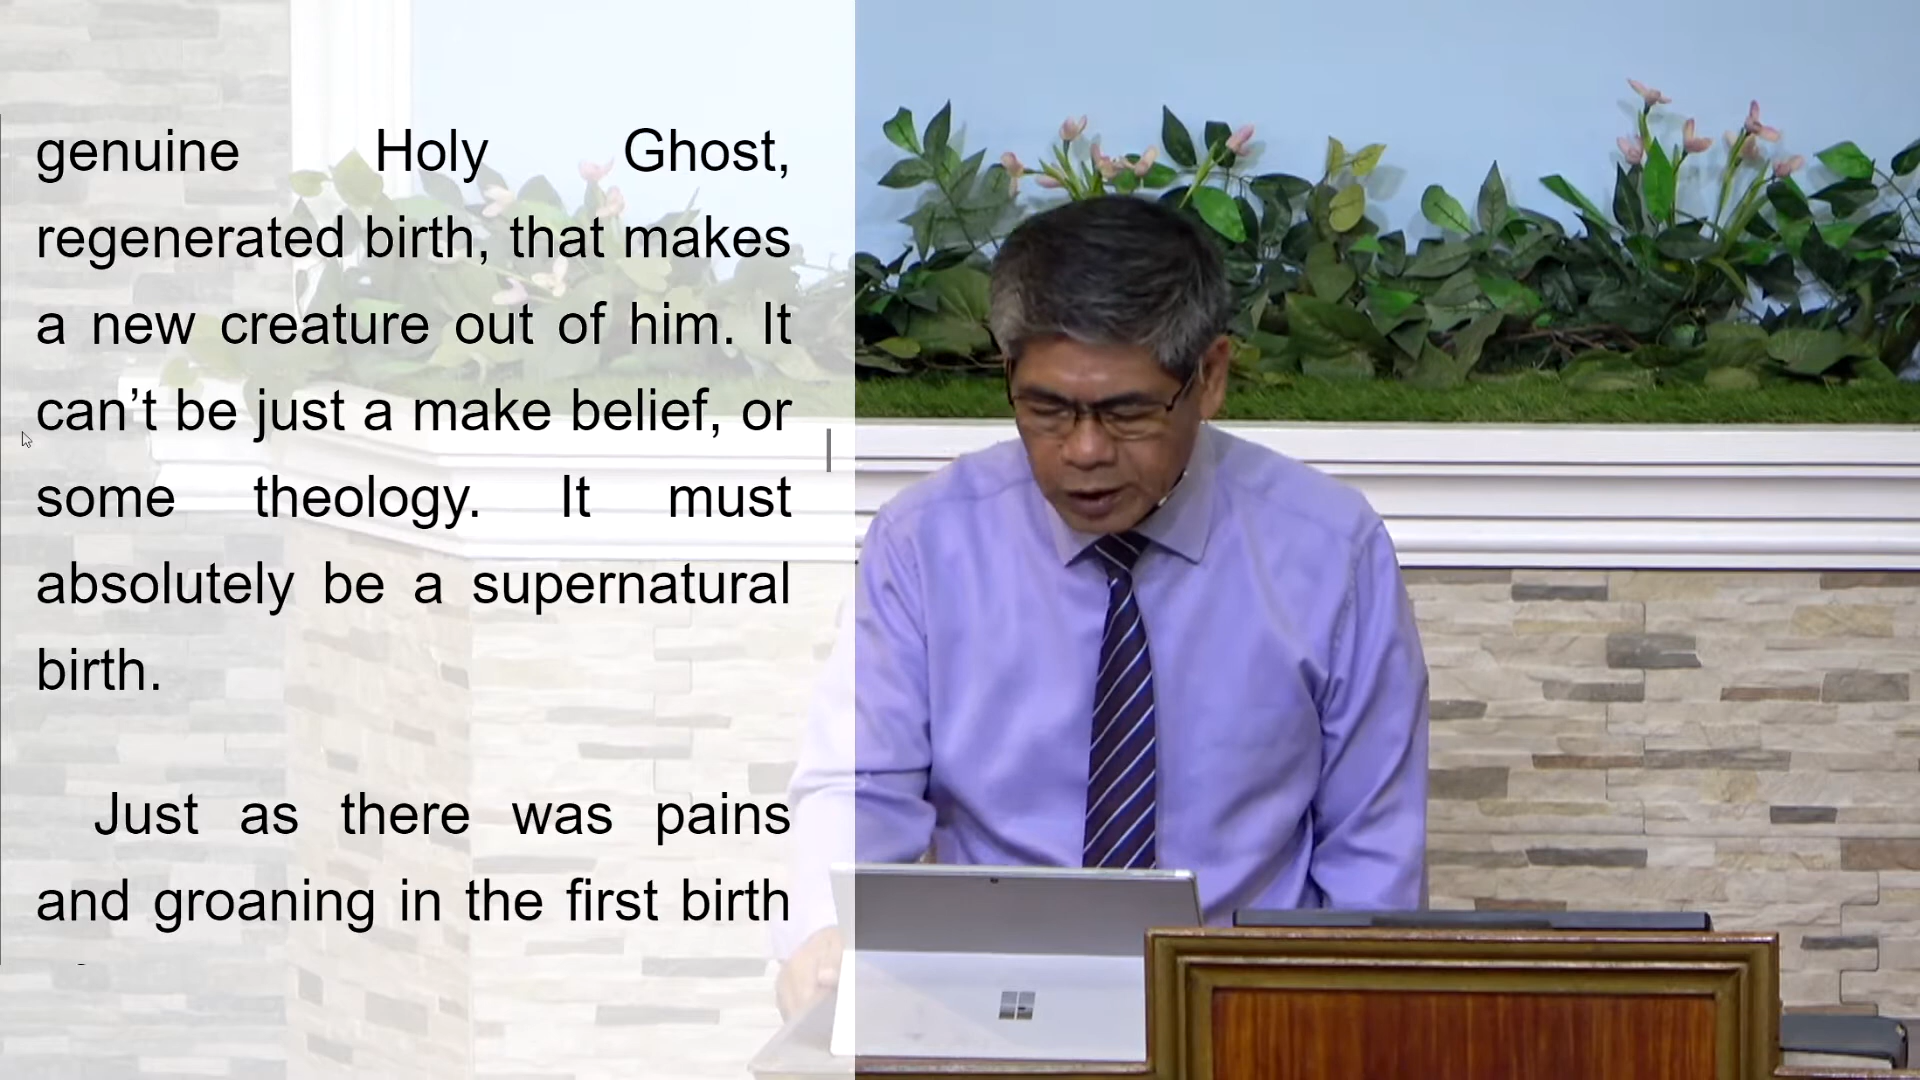 genuine Holy Ghost,
regenerated birth, that makes
a new creature out of him. It
can’t be just a make belief, or
some theology. It must
absolutely be a supernatural
birth.
Just as there was pains
and groaning in the first birth